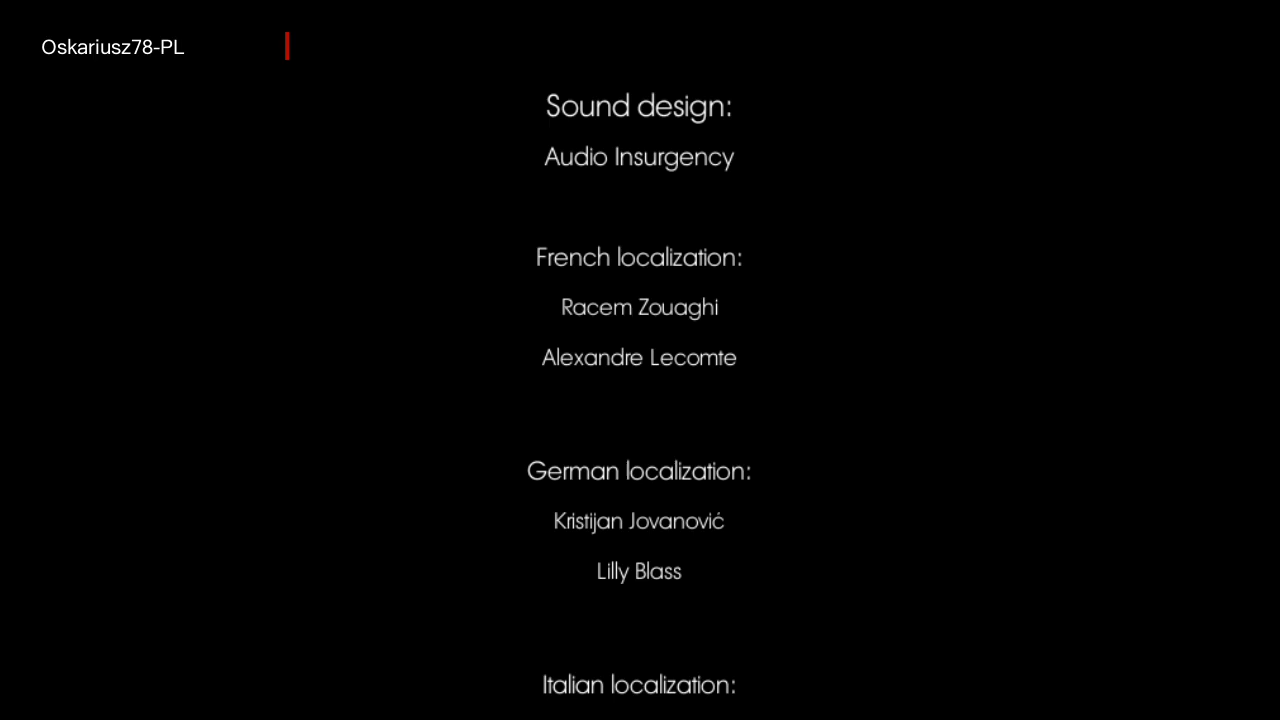 Oskariusz78-PL
Sound design:
Audio Insurgency
French localization:
Racem Zouaghi
Alexandre Lecomte
German localization:
Kristijan Jovanović
Lilly Blass
Italian localization: